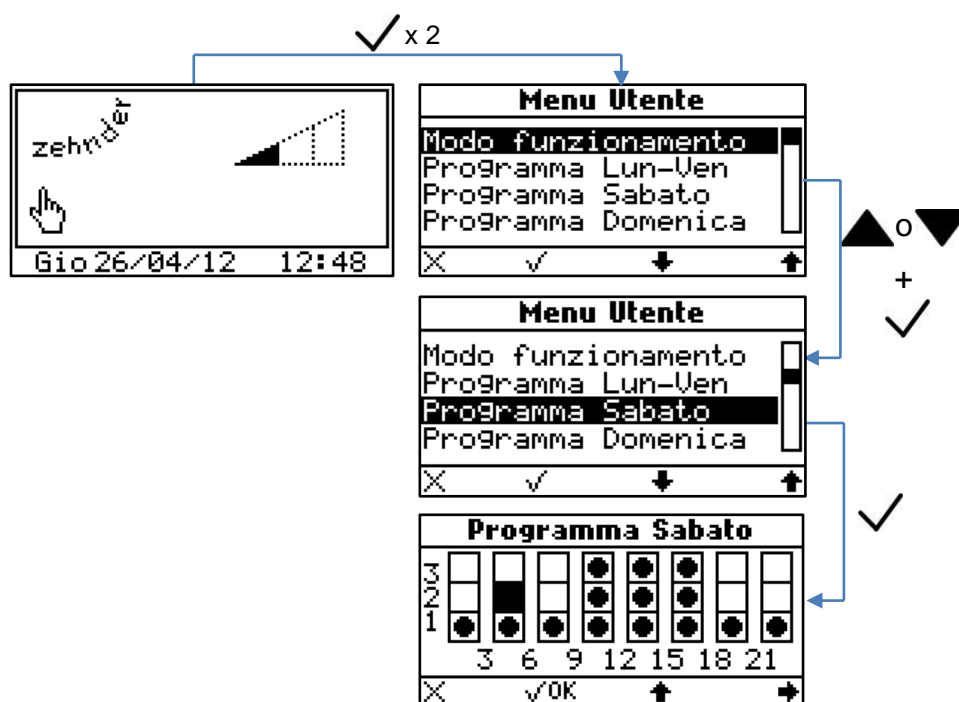 x 2
zehnder
Gio 26/04/12 12:48
Menu Utente
Modo funzionamento
Programma Lun-Ven
Programma Sabato
Programma Domenica
o
+
Menu Utente
Modo funzionamento
Programma Lun-Ven
Programma Sabato
Programma Domenica
Programma Sabato
3
2
1
3 6 9 12 15 18 21
OK